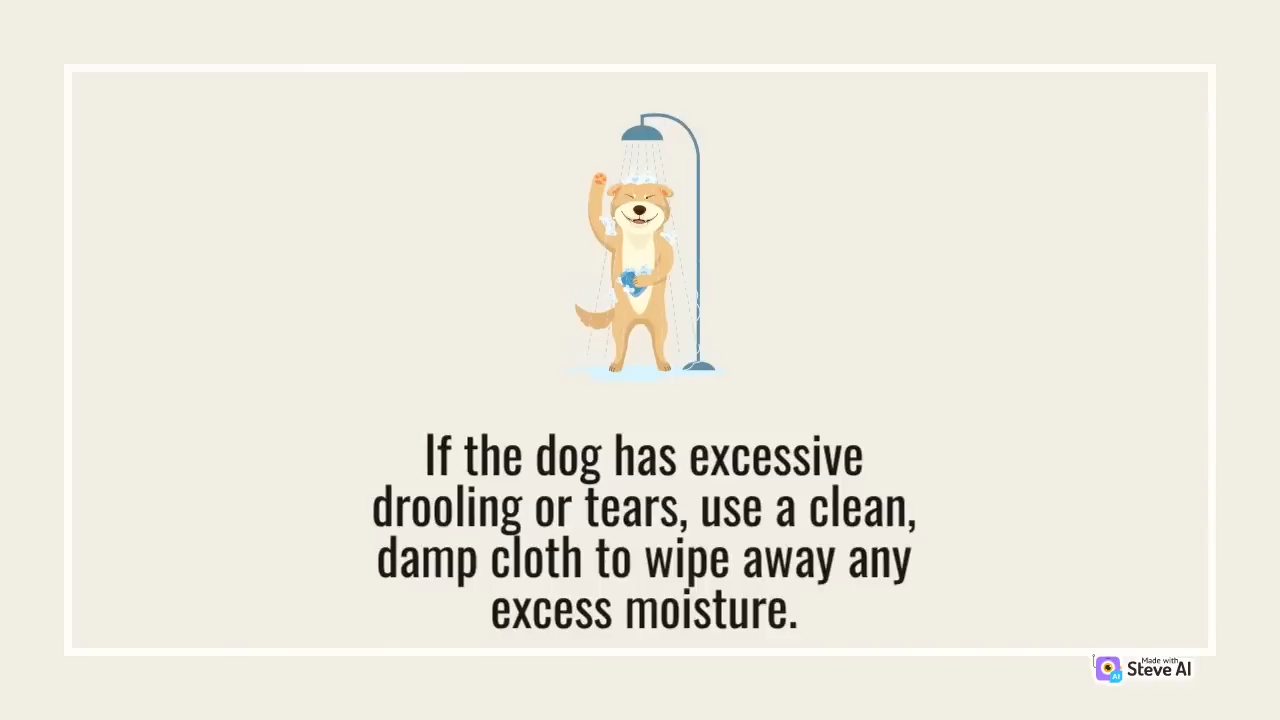 If the dog has excessive
drooling or tears, use a clean,
damp cloth to wipe away any
excess moisture.
Made with
Steve AI
AI